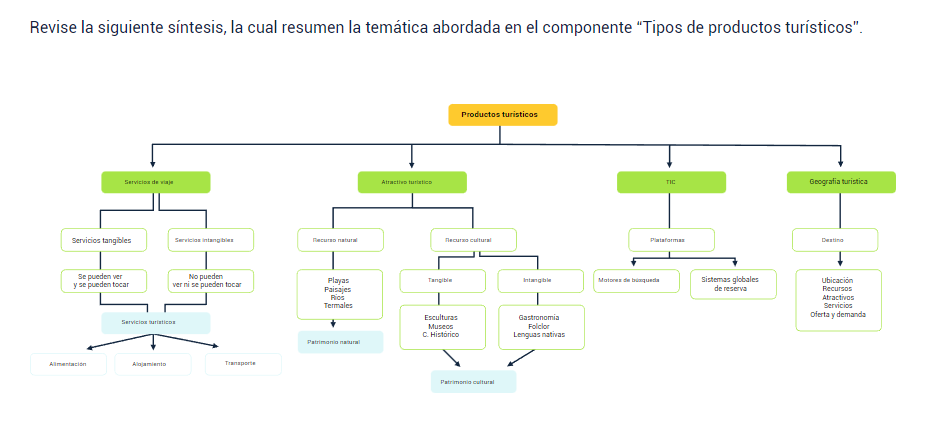 Revise la siguiente síntesis, la cual resumen la temática abordada en el componente “Tipos de productos turísticos”.
Productos turísticos
Servicios de viaje
Atractivo turístico
TIC
Geografía turística
Servicios tangibles
Servicios intangibles
Recurso natural
Recurso cultural
Plataformas
Destino
Se pueden ver
y se pueden tocar
No pueden
ver ni se pueden tocar
Playas
Paisajes
Ríos
Termales
Tangible
Intangible
Motores de búsqueda
Sistemas globales
de reserva
Ubicación
Recursos
Atractivos
Servicios
Oferta y demanda
Esculturas
Museos
C. Histórico
Gastronomía
Folclor
Lenguas nativas
Servicios turísticos
Patrimonio natural
Alimentación
Alojamiento
Transporte
Patrimonio cultural